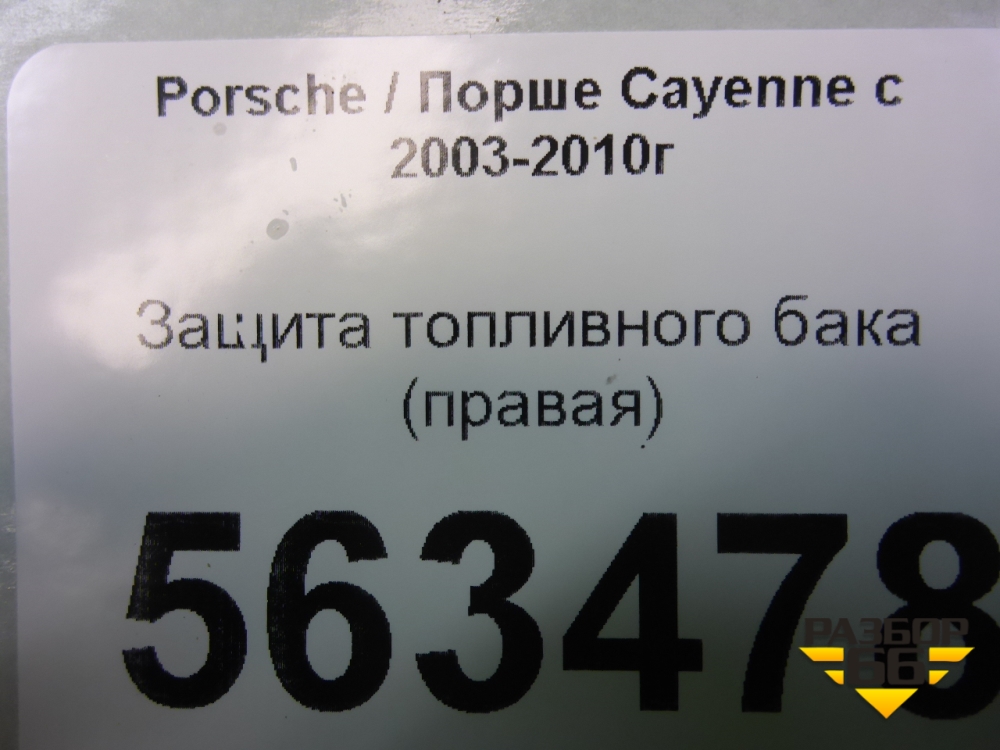 Porsche / Порше Cayenne с
2003-2010г
Защита топливного бака
(правая)
563478
РАЗБОР
66